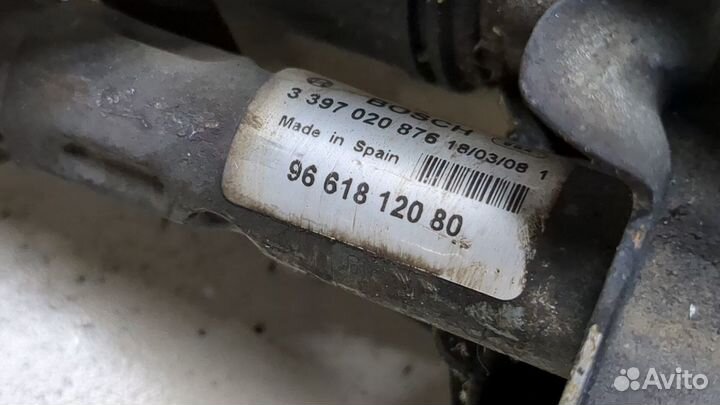 BOSCH
3 397 020 876 18/03/08 1
Made in Spain
96 618 120 80
Avito